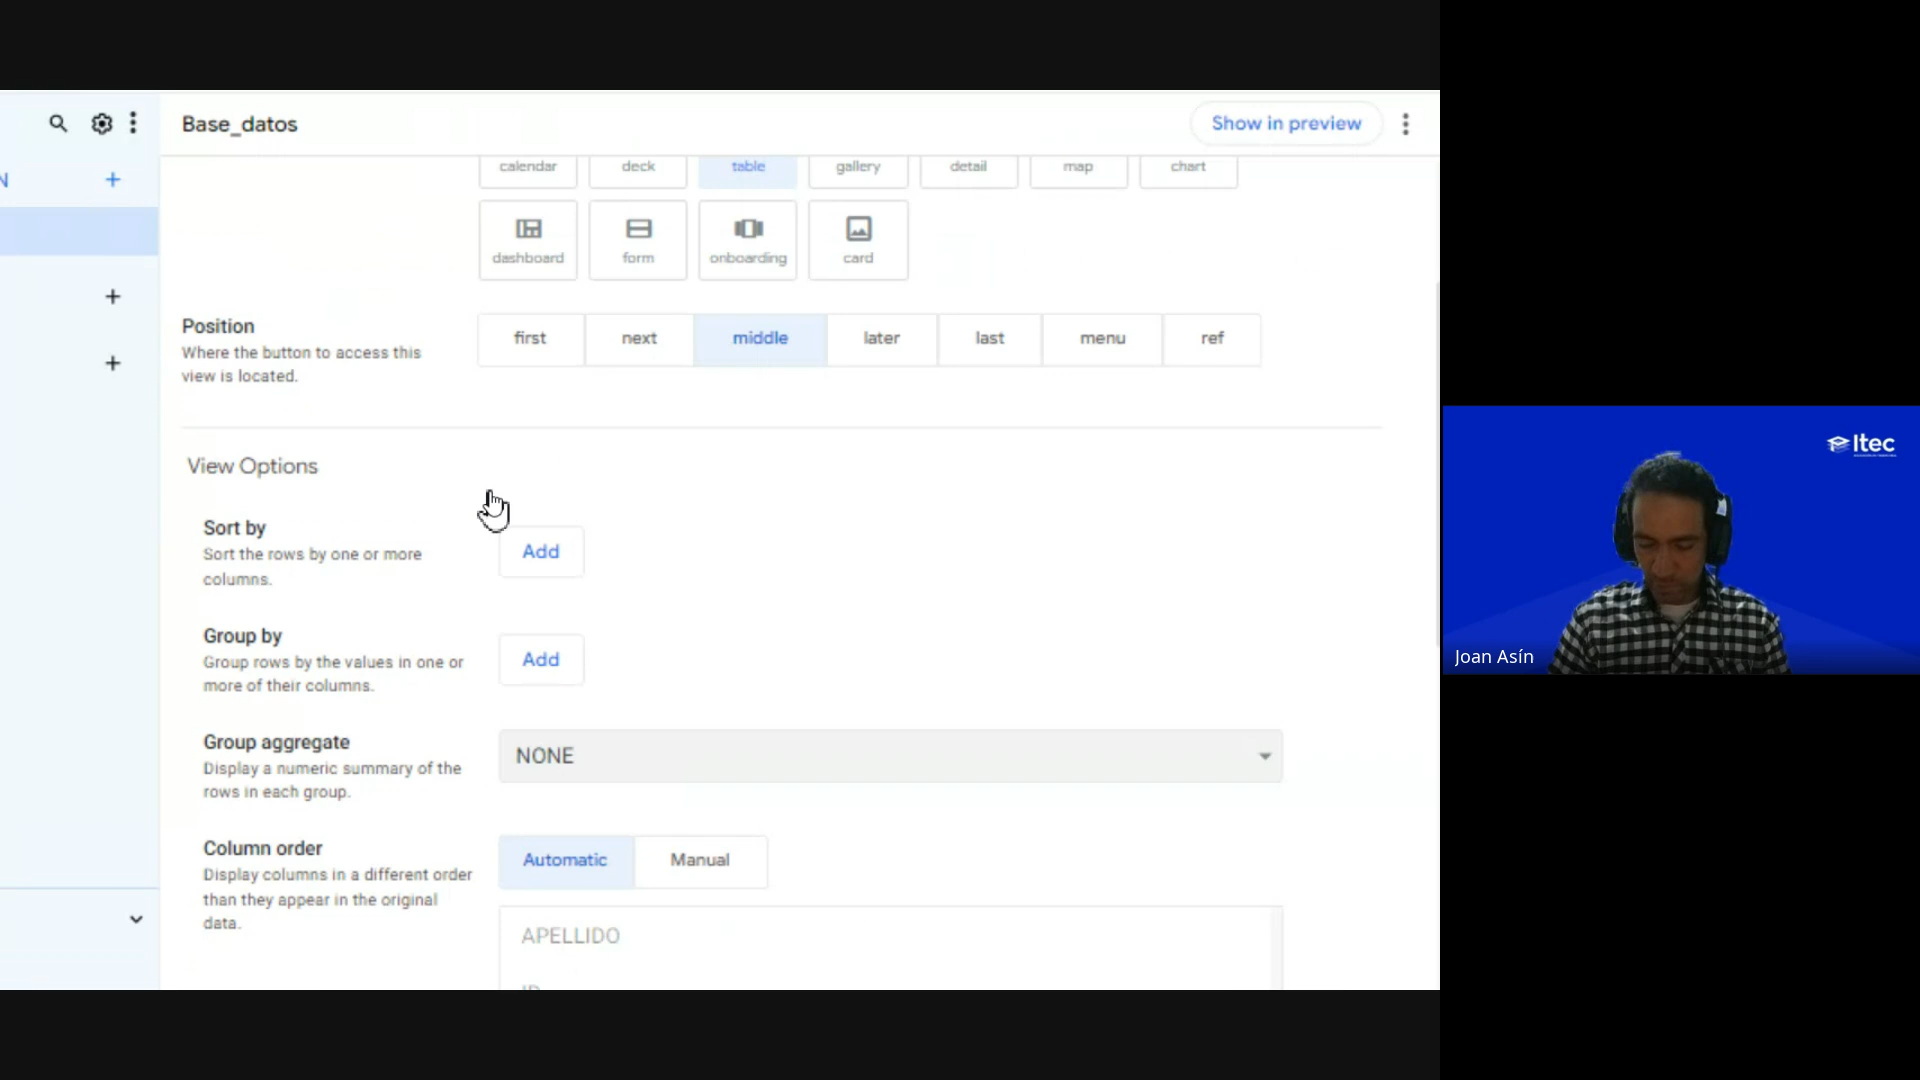 Base_datos
Show in preview
N
calendar
deck
table
gallery
detail
map
chart
dashboard
form
onboarding
card
Position
Where the button to access this
view is located.
first
next
middle
later
last
menu
ref
View Options
Sort by
Sort the rows by one or more
columns.
Add
Group by
Group rows by the values in one or
more of their columns.
Add
Group aggregate
Display a numeric summary of the
rows in each group.
NONE
Column order
Display columns in a different order
than they appear in the original
data.
Automatic
Manual
APELLIDO
Itec
Joan Asín